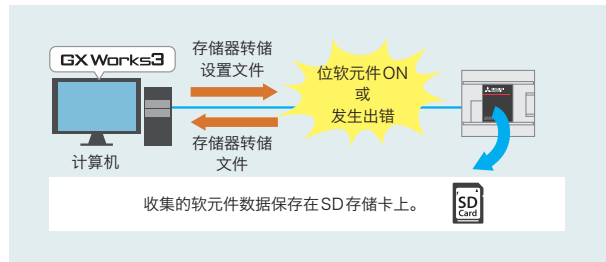 GX Works3
存储器转储
设置文件
位软元件ON
或
发生出错
存储器转储
文件
计算机
收集的软元件数据保存在SD存储卡上。
SD
Card